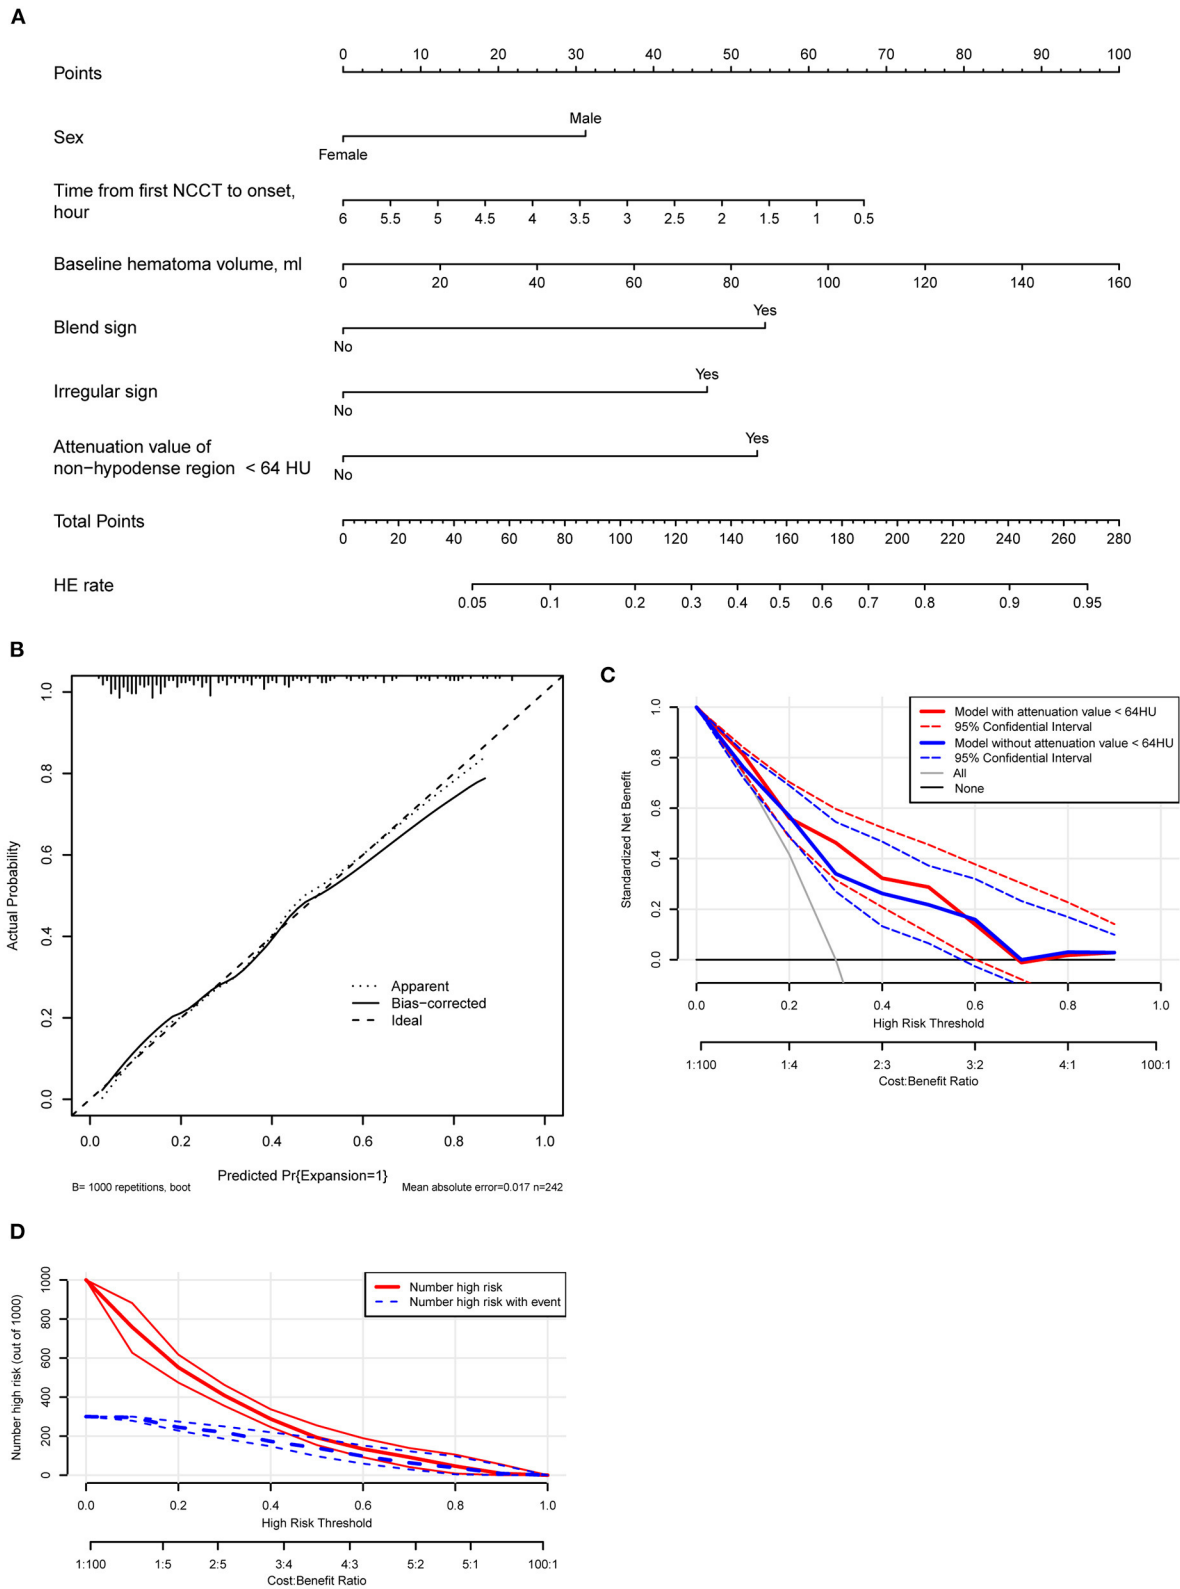 A
Points
0 10 20 30 40 50 60 70 80 90 100
Sex
Male
Female
Time from first NCCT to onset,
hour
6 5.5 5 4.5 4 3.5 3 2.5 2 1.5 1 0.5
Baseline hematoma volume, ml
0 20 40 60 80 100 120 140 160
Blend sign
Yes
No
Irregular sign
Yes
No
Attenuation value of
non−hypodense region < 64 HU
Yes
No
Total Points
0 20 40 60 80 100 120 140 160 180 200 220 240 260 280
HE rate
0.05 0.1 0.2 0.3 0.4 0.5 0.6 0.7 0.8 0.9 0.95
B
Actual Probability
1.0
0.8
0.6
0.4
0.2
0.0
Apparent
Bias−corrected
Ideal
0.0 0.2 0.4 0.6 0.8 1.0
Predicted Pr{Expansion=1}
B= 1000 repetitions, boot
Mean absolute error=0.017 n=242
C
Standardized Net Benefit
1.0
0.8
0.6
0.4
0.2
0.0
Model with attenuation value < 64HU
95% Confidential Interval
Model without attenuation value < 64HU
95% Confidential Interval
All
None
0.0 0.2 0.4 0.6 0.8 1.0
High Risk Threshold
1:100 1:4 2:3 3:2 4:1 100:1
Cost:Benefit Ratio
D
Number high risk (out of 1000)
1000
800
600
400
200
0
Number high risk
Number high risk with event
0.0 0.2 0.4 0.6 0.8 1.0
High Risk Threshold
1:100 1:5 2:5 3:4 4:3 5:2 5:1 100:1
Cost:Benefit Ratio